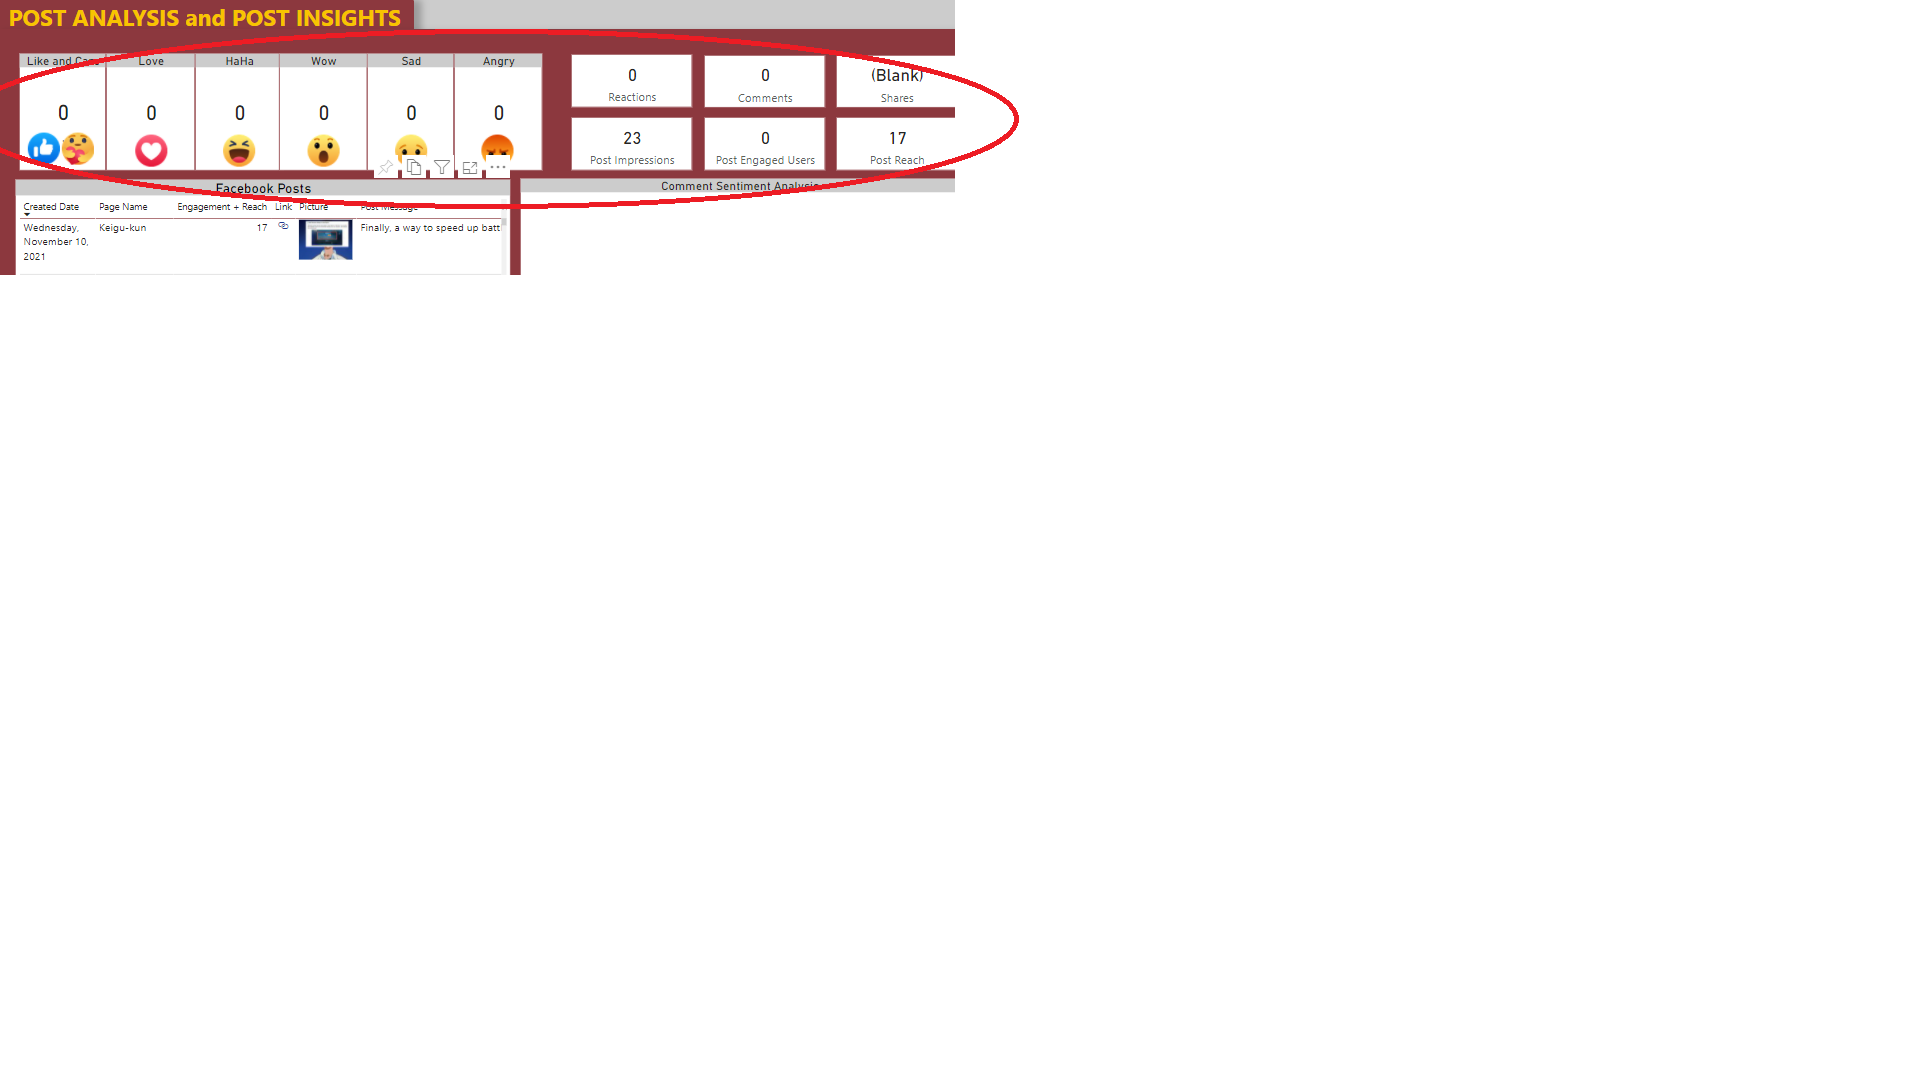 POST ANALYSIS and POST INSIGHTS
Like and Care Love HaHa Wow Sad Angry
0 0 0 0 0 0
0 0 (Blank)
Reactions Comments Shares
23 0 17
Post Impressions Post Engaged Users Post Reach
Facebook Posts
Comment Sentiment Analysis
Created Date Page Name Engagement + Reach Link Picture Post Message
Wednesday, Keigu-kun 17 Finally, a way to speed up batt
November 10,
2021